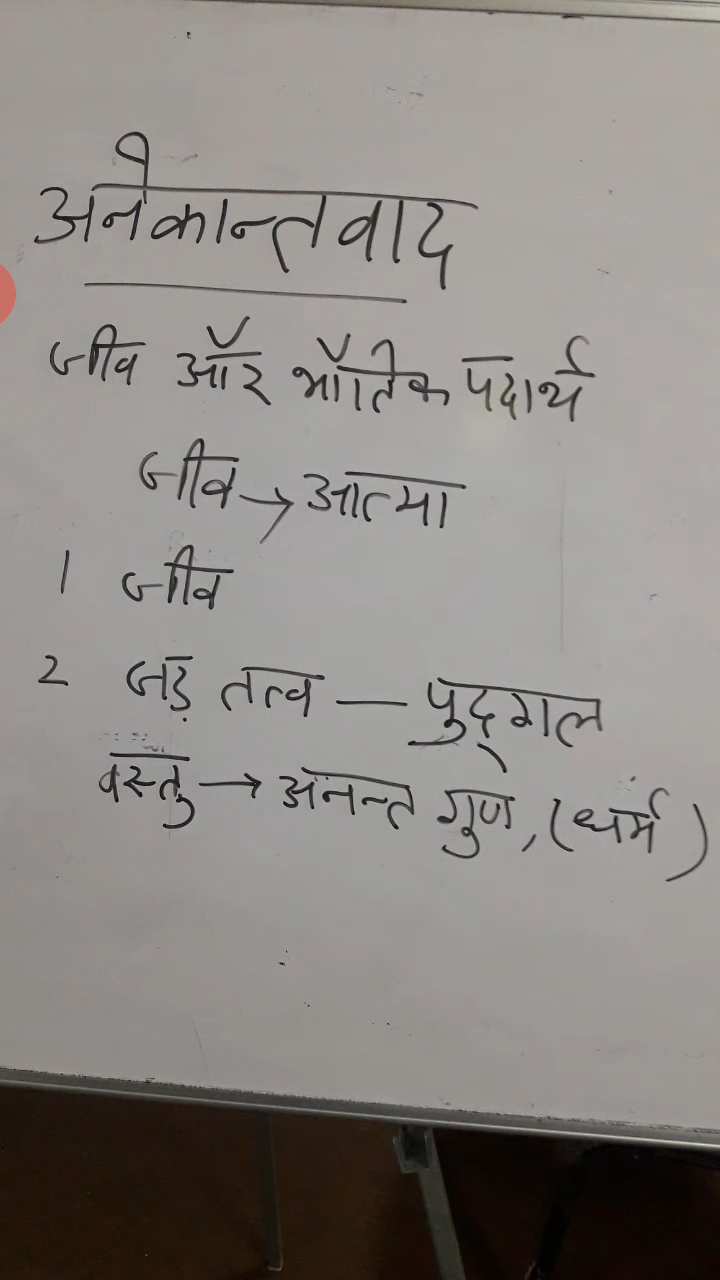 अनेकान्तवाद
जीव और भौतिक पदार्थ
जीव → आत्मा
1 जीव
2 जड़ तत्व — पुद्गल
वस्तु → अनन्त गुण, (धर्म)